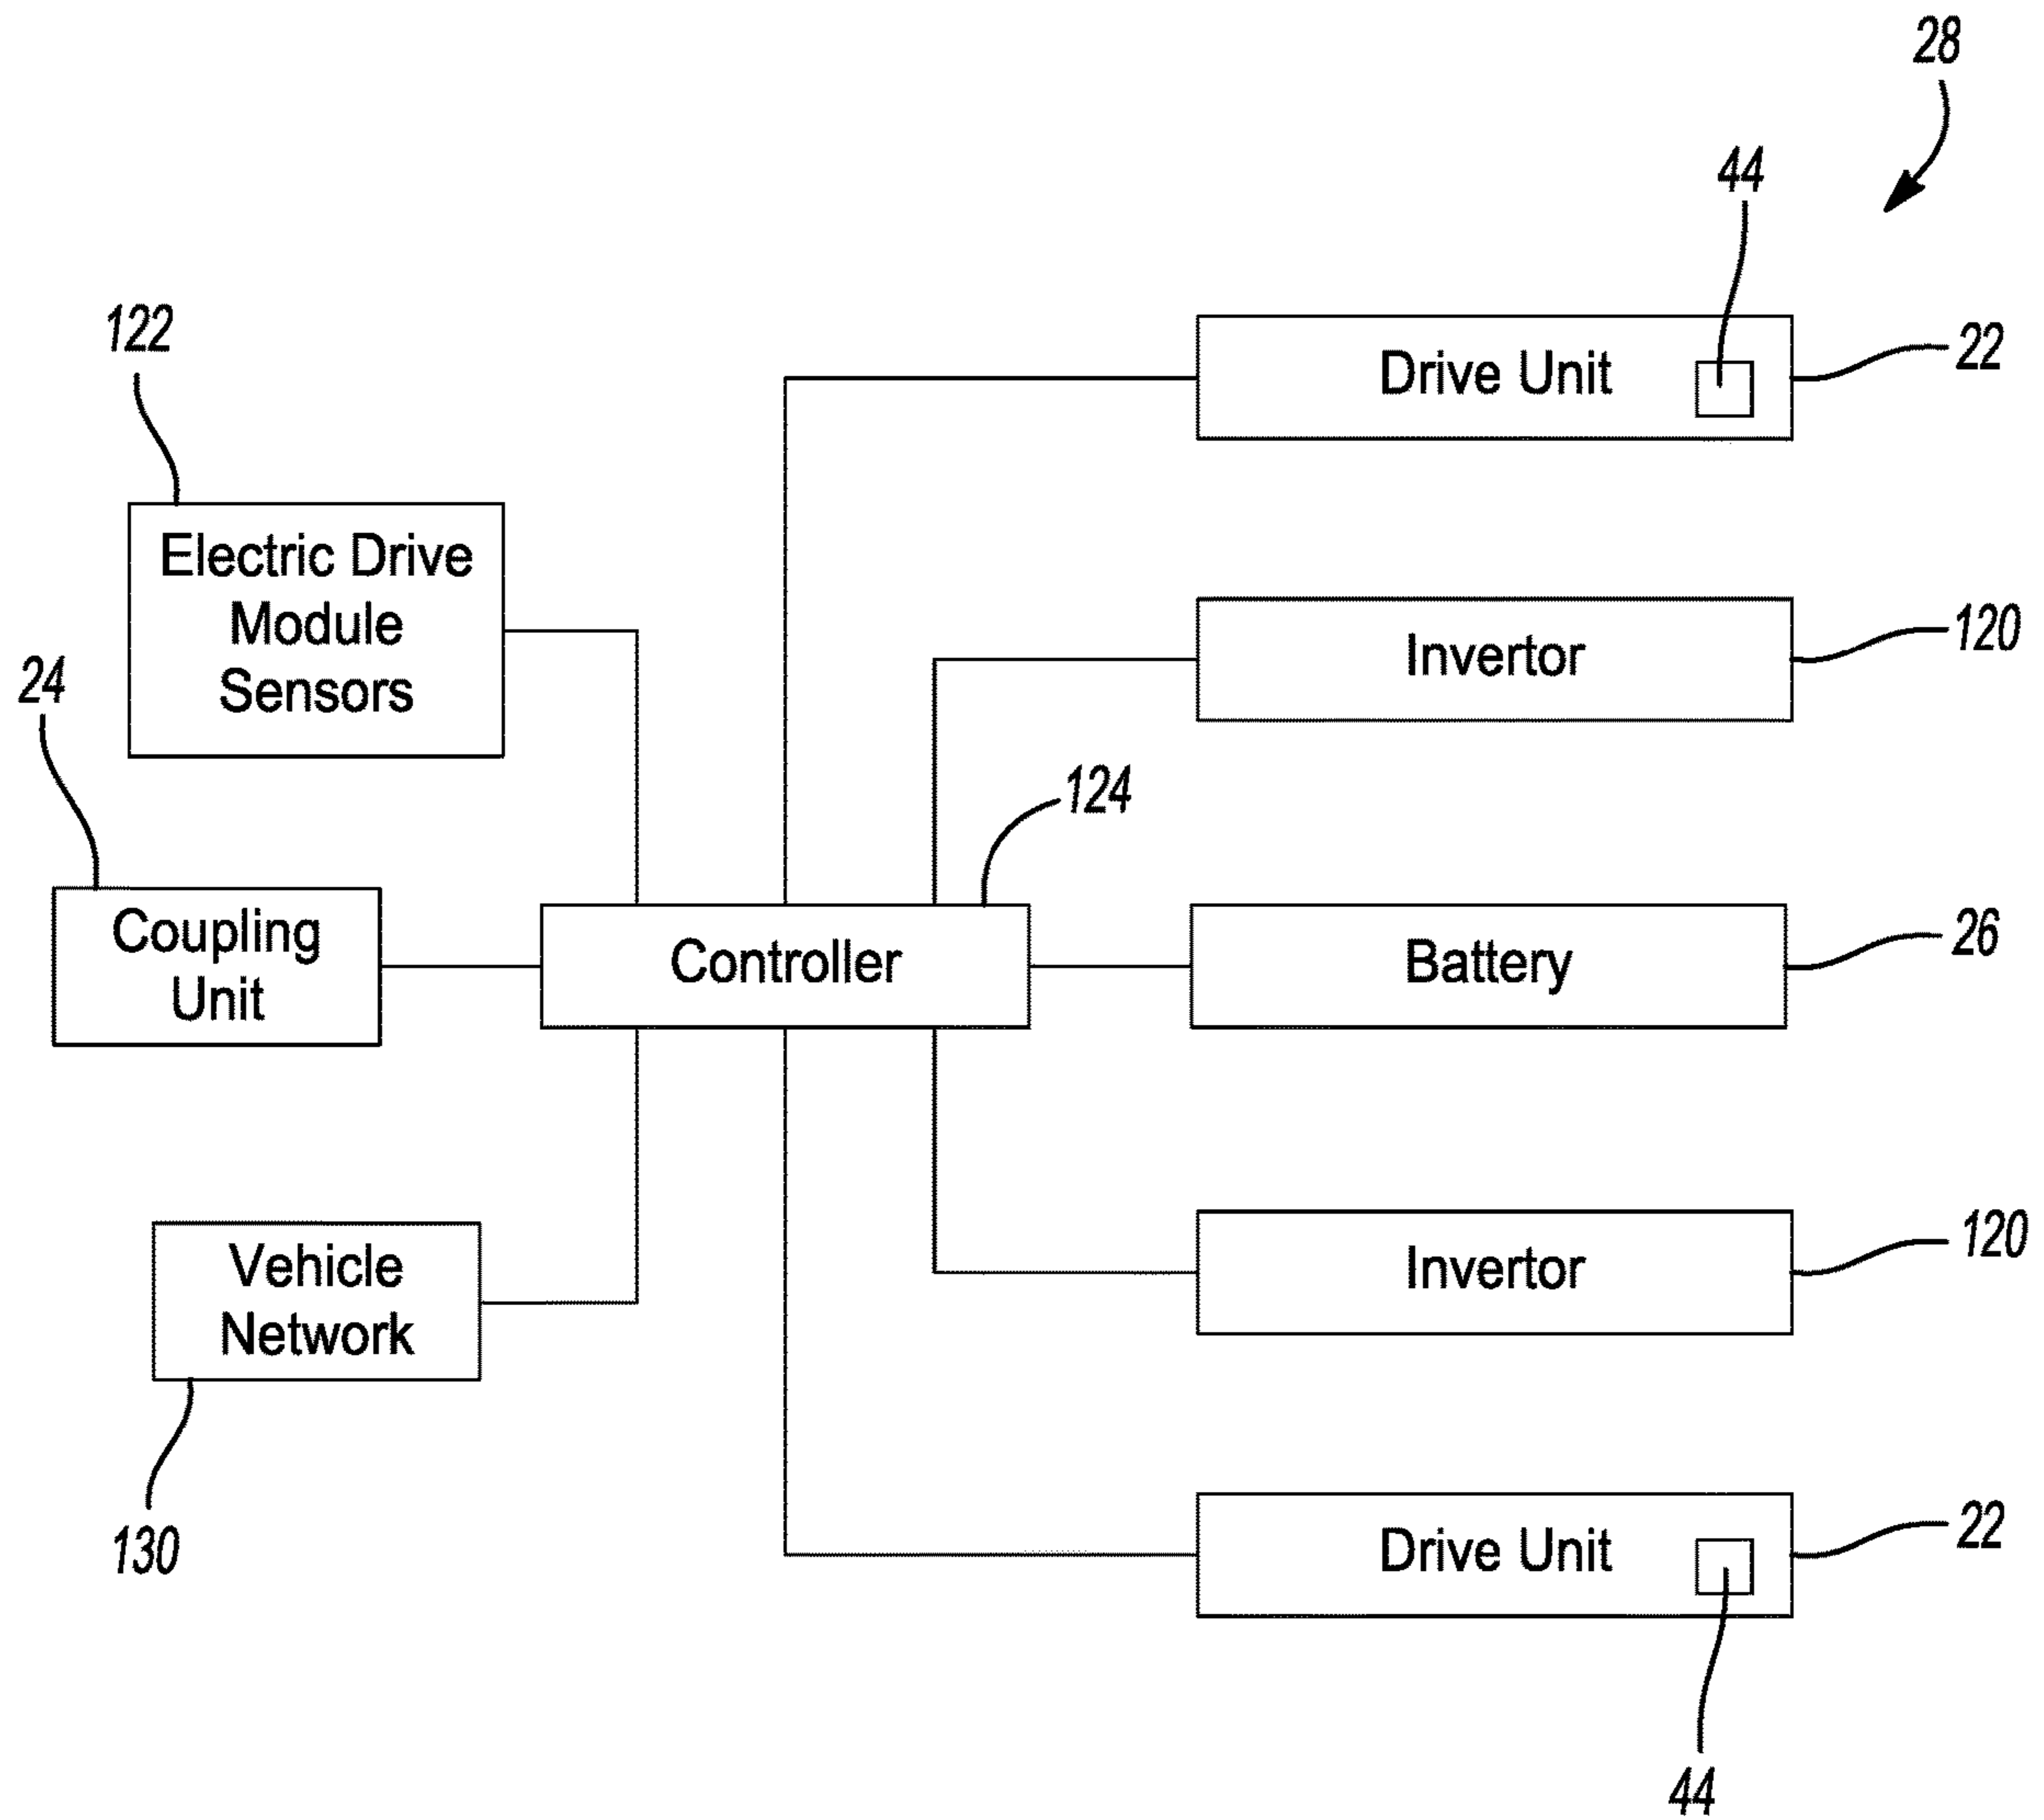 28
44
Drive Unit
22
122
Electric Drive
Module
Sensors
Invertor
120
24
124
Coupling
Unit
Controller
Battery
26
Vehicle
Network
130
Invertor
120
Drive Unit
22
44